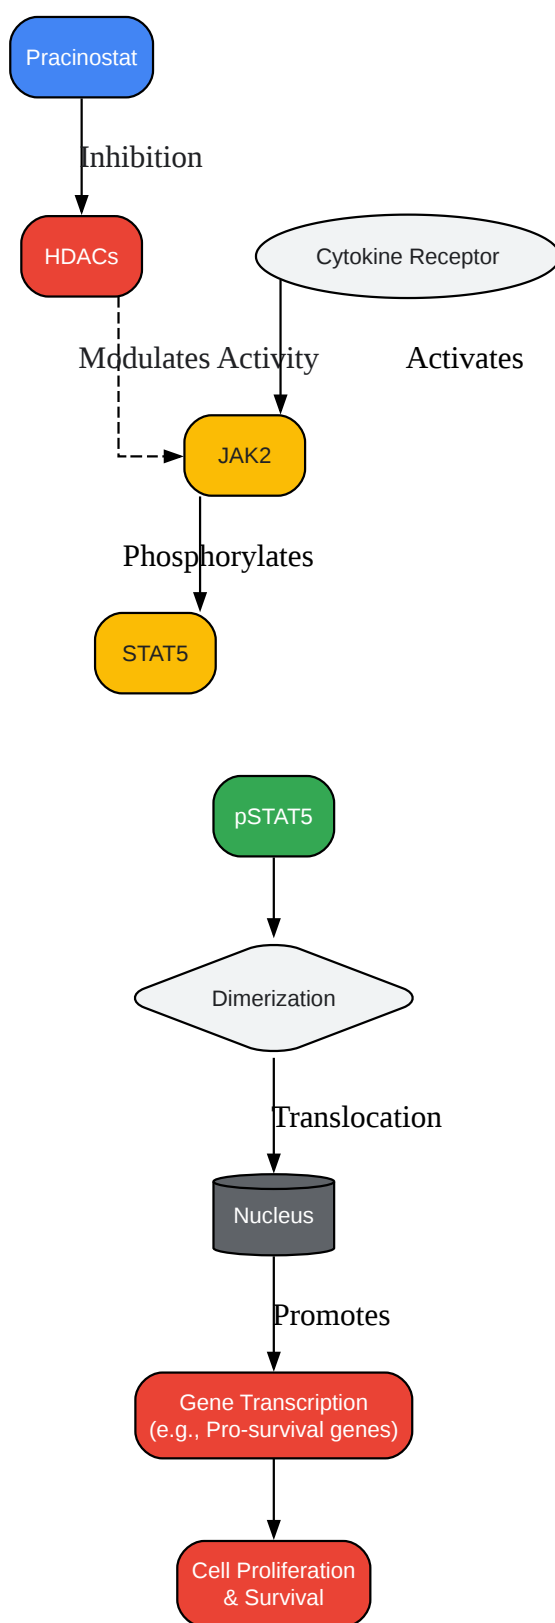 Pracinostat
Inhibition
HDACs
Cytokine Receptor
Modulates Activity
Activates
JAK2
Phosphorylates
STAT5
pSTAT5
Dimerization
Translocation
Nucleus
Promotes
Gene Transcription
(e.g., Pro-survival genes)
Cell Proliferation
& Survival